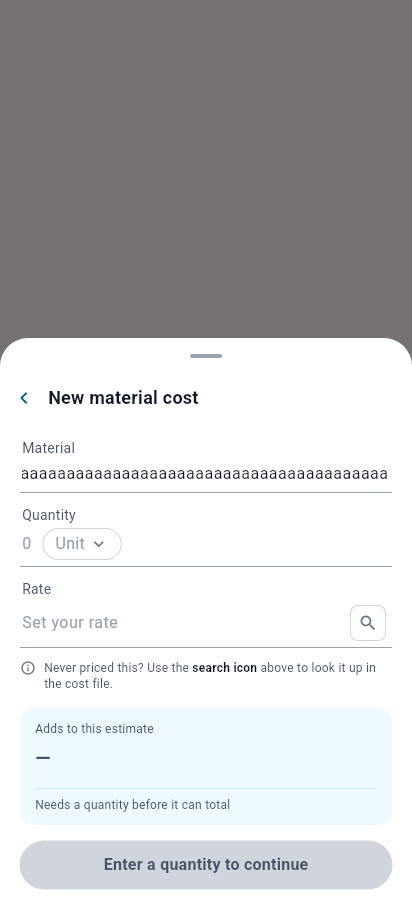 New material cost
Material
aaaaaaaaaaaaaaaaaaaaaaaaaaaaaaaaaaaaaaaa
Quantity
0 Unit
Rate
Set your rate
Never priced this? Use the search icon above to look it up in
the cost file.
Adds to this estimate
—
Needs a quantity before it can total
Enter a quantity to continue